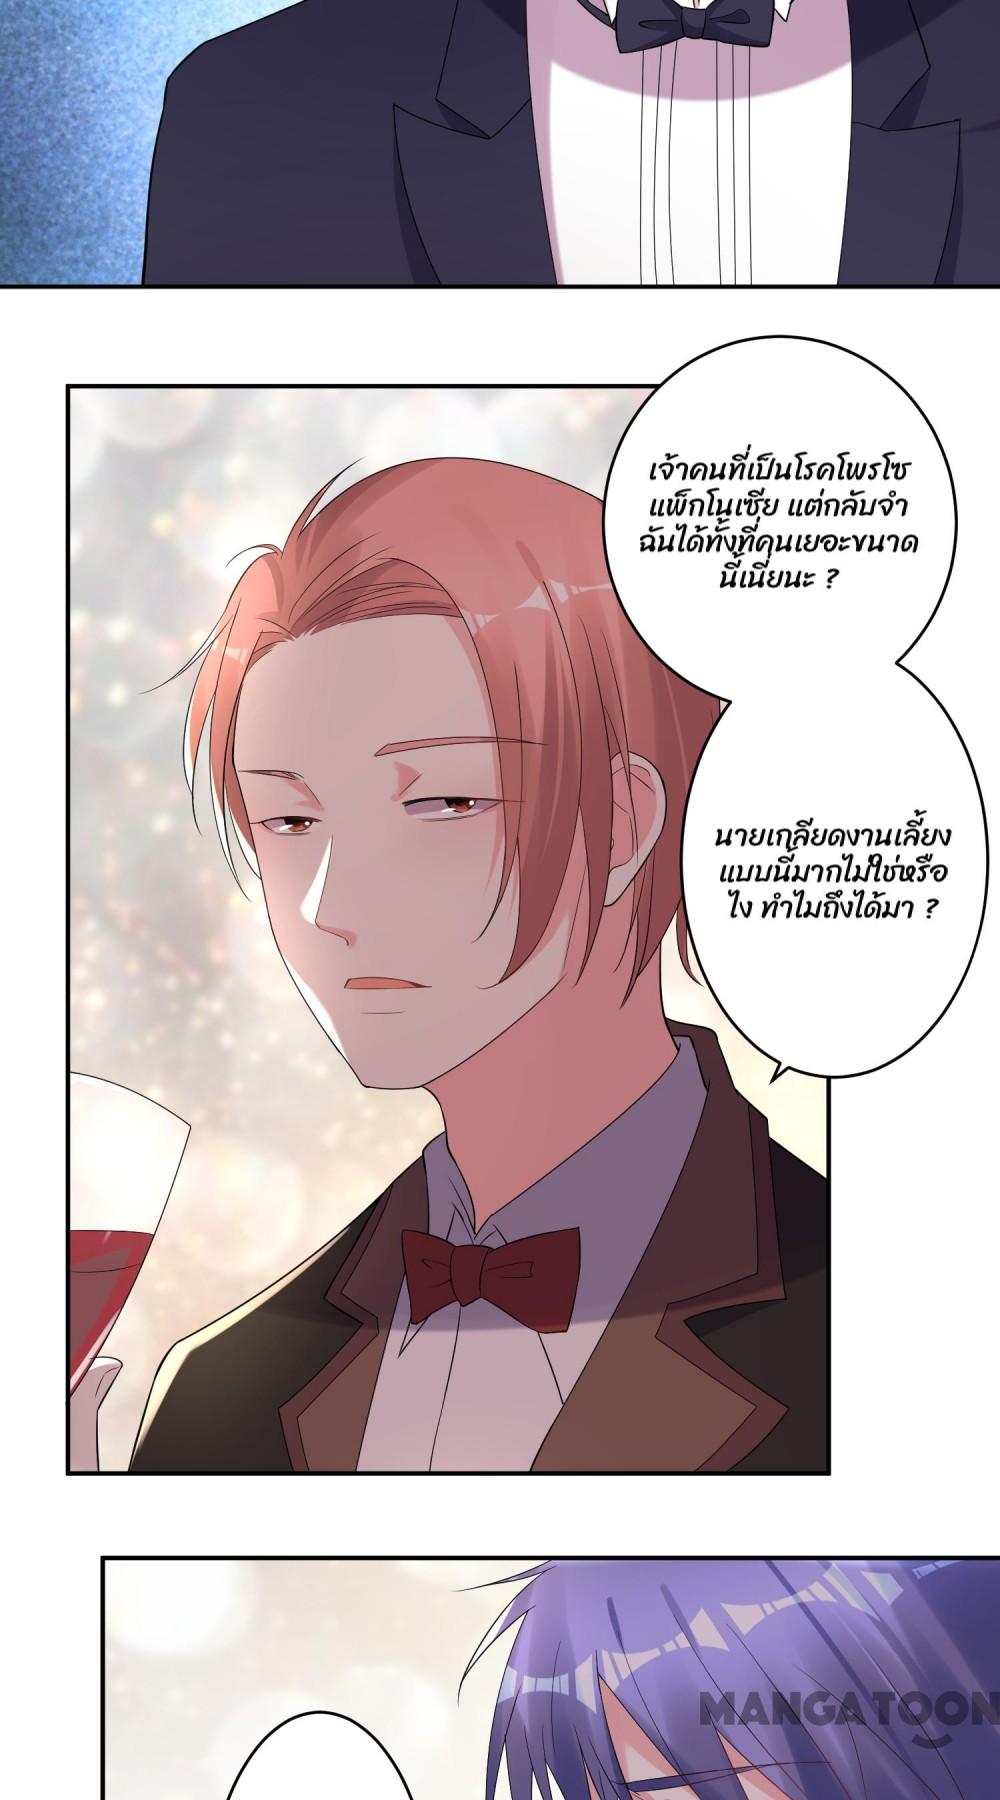 เจ้าคนที่เป็นโรคโพรโซ
แพ็กโนเซีย แต่กลับจำ
ฉันได้ทั้งที่คนเยอะขนาด
นี้เนี่ยนะ ?
นายเกลียดงานเลี้ยง
แบบนี้มากไม่ใช่หรือ
ไง ทำไมถึงได้มา ?
MANGATOON